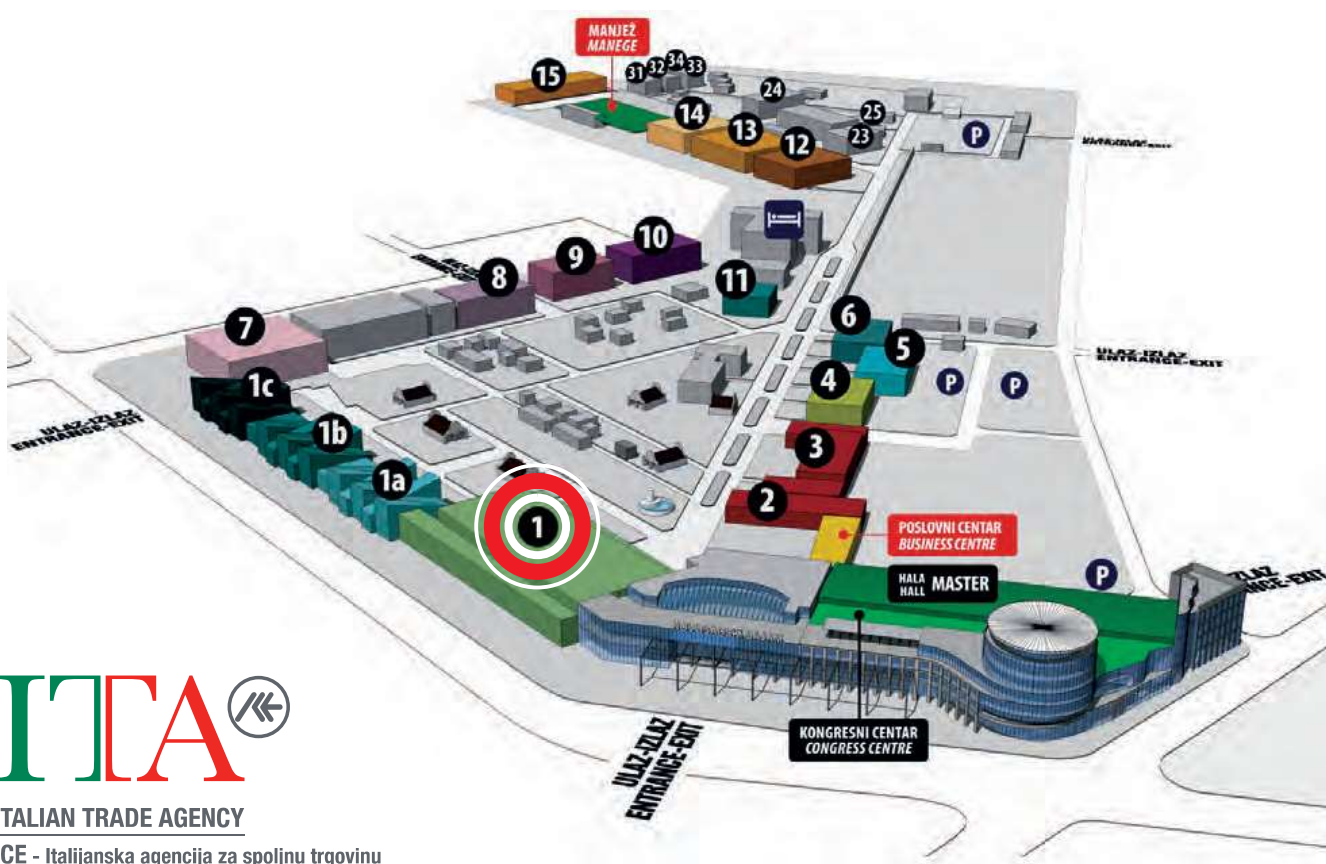 MANJEŽ
MANEGE
15
31
32
34
33
24
25
23
14
13
12
P
10
9
8
11
7
6
5
4
P
P
ULAZ-IZLAZ
ENTRANCE-EXIT
1c
1b
1a
ULAZ-IZLAZ
ENTRANCE-EXIT
3
2
1
POSLOVNI CENTAR
BUSINESS CENTRE
HALA
HALL MASTER
P
KONGRESNI CENTAR
CONGRESS CENTRE
ULAZ-IZLAZ
ENTRANCE-EXIT
ITA
TALIAN TRADE AGENCY
CE - Italijanska agencija za spoljnu trgovinu